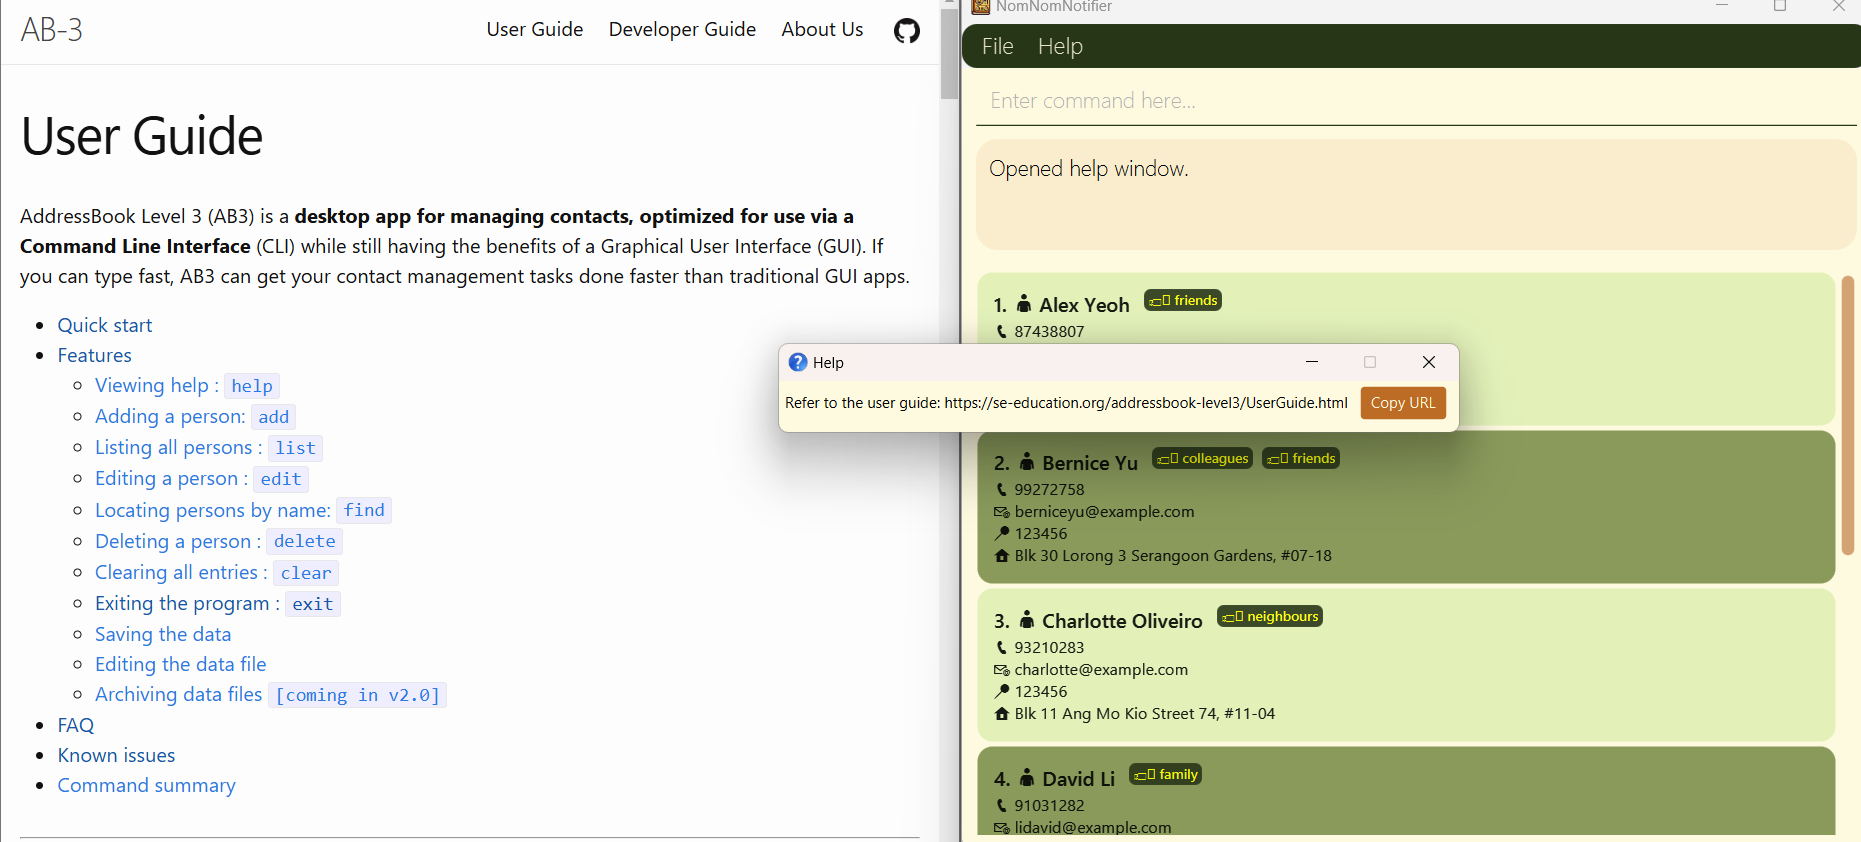 AB-3
User Guide
Developer Guide
About Us
User Guide
AddressBook Level 3 (AB3) is a desktop app for managing contacts, optimized for use via a
Command Line Interface (CLI) while still having the benefits of a Graphical User Interface (GUI). If
you can type fast, AB3 can get your contact management tasks done faster than traditional GUI apps.
Quick start
Features
Viewing help : help
Adding a person: add
Listing all persons : list
Editing a person : edit
Locating persons by name: find
Deleting a person : delete
Clearing all entries : clear
Exiting the program : exit
Saving the data
Editing the data file
Archiving data files [coming in v2.0]
FAQ
Known issues
Command summary
NomNomNotifier
File Help
Enter command here...
Opened help window.
1. Alex Yeoh friends
87438807
Help
Refer to the user guide: https://se-education.org/addressbook-level3/UserGuide.html Copy URL
2. Bernice Yu colleagues friends
99272758
berniceyu@example.com
123456
Blk 30 Lorong 3 Serangoon Gardens, #07-18
3. Charlotte Oliveiro neighbours
93210283
charlotte@example.com
123456
Blk 11 Ang Mo Kio Street 74, #11-04
4. David Li family
91031282
lidavid@example.com